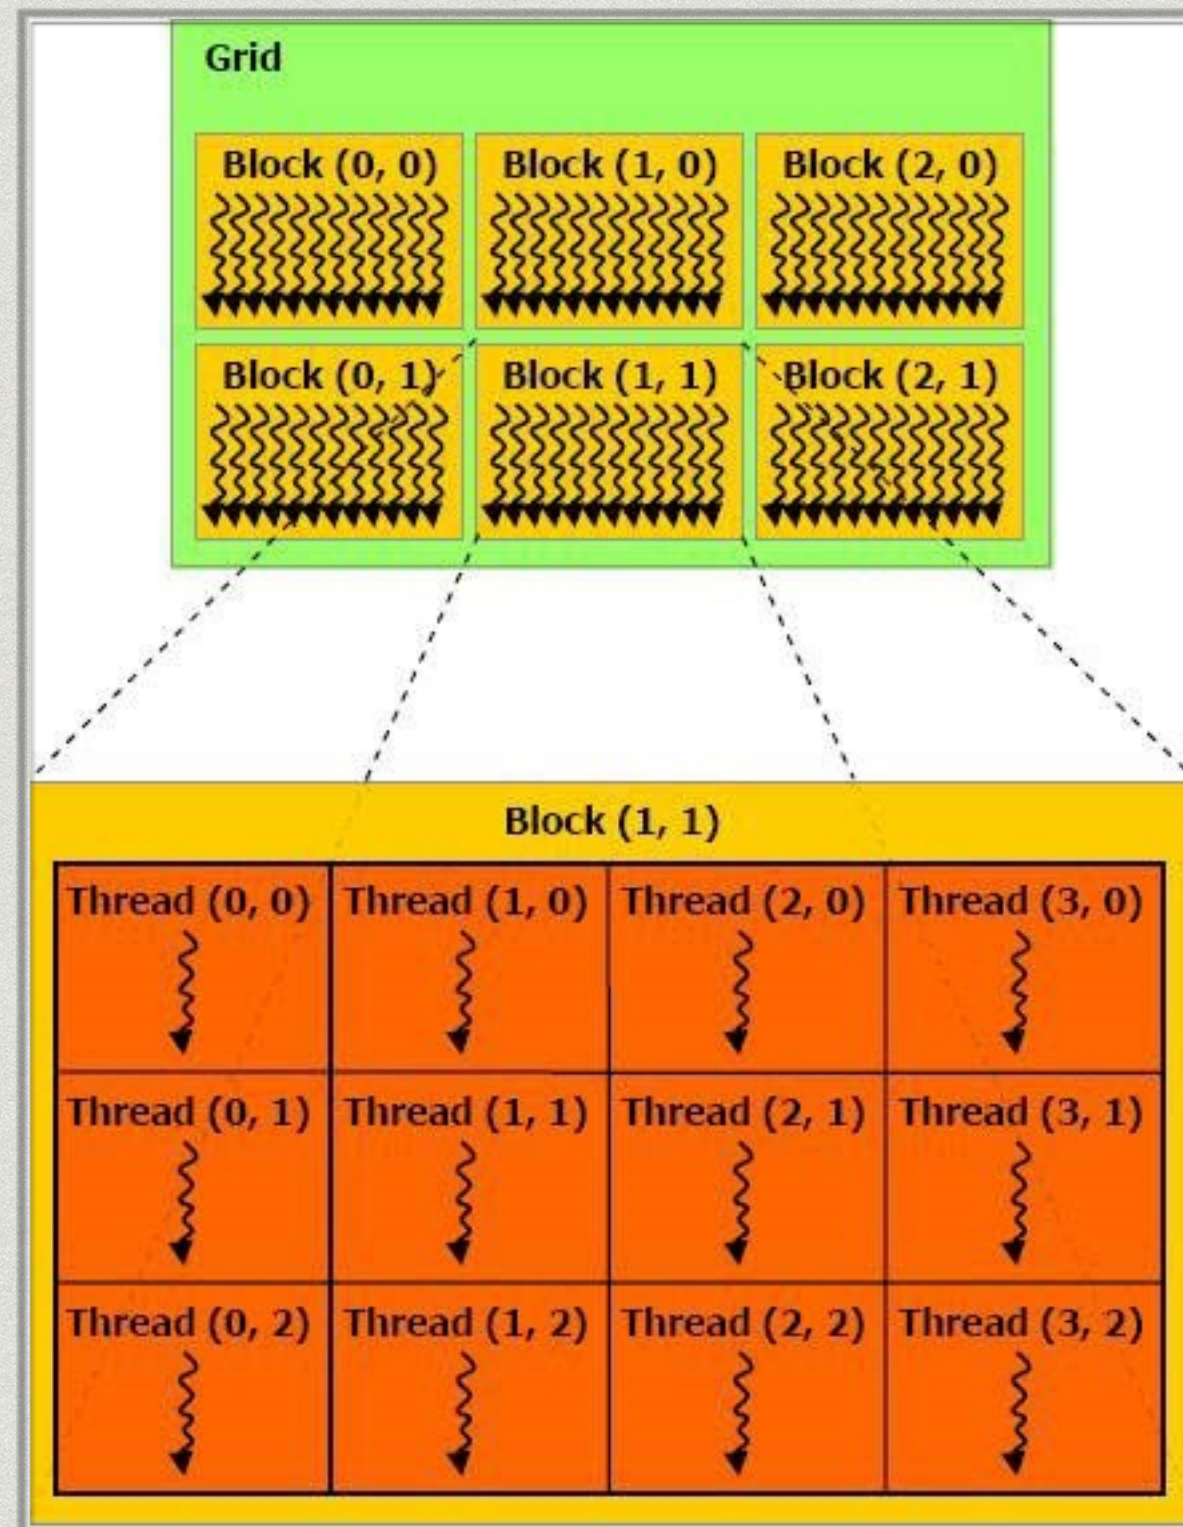 Grid
Block (0, 0) Block (1, 0) Block (2, 0)
Block (0, 1) Block (1, 1) Block (2, 1)
Block (1, 1)
Thread (0, 0) Thread (1, 0) Thread (2, 0) Thread (3, 0)
Thread (0, 1) Thread (1, 1) Thread (2, 1) Thread (3, 1)
Thread (0, 2) Thread (1, 2) Thread (2, 2) Thread (3, 2)